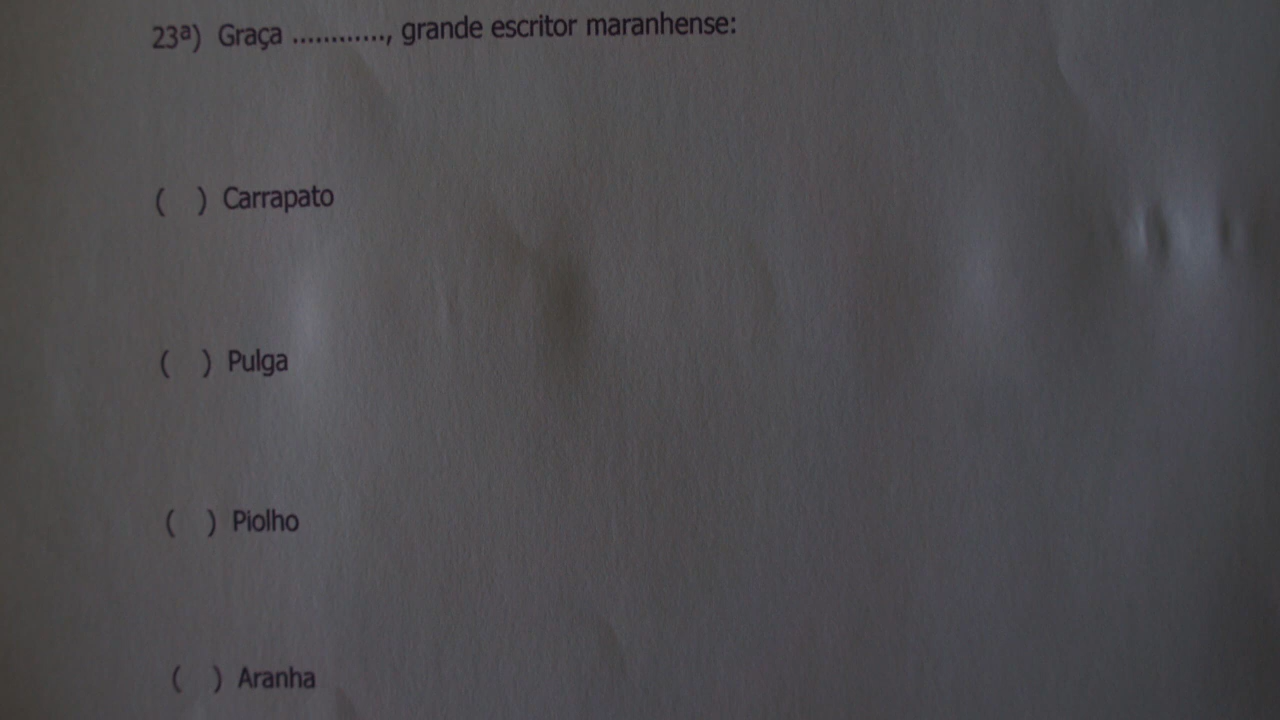 23ª) Graça ............, grande escritor maranhense:
(  ) Carrapato
(  ) Pulga
(  ) Piolho
(  ) Aranha